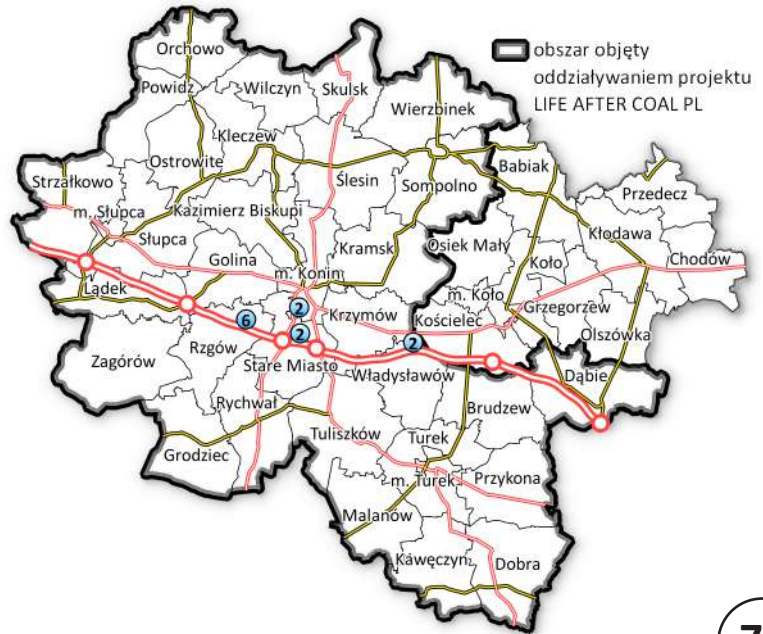 obszar objęty
oddziaływaniem projektu
LIFE AFTER COAL PL
Orchowo
Powidz
Wilczyn
Skulsk
Wierzbinek
Kleczew
Ostrowite
Ślesin
Sompolno
Babiak
Przedecz
Strzałkowo
m. Słupca
Słupca
Kazimierz Biskupi
Kramsk
Osiek Mały
Kłodawa
Chodów
Koło
Golina
m. Konin
m. Koło
Grzegorzew
Lądek
Krzymów
Kościelec
Olszówka
2
6
2
2
Zagórów
Rzgów
Stare Miasto
Władysławów
Dąbie
Rychwał
Brudzew
Grodziec
Tuliszków
Turek
m. Turek
Przykona
Malanów
Kawęczyn
Dobra